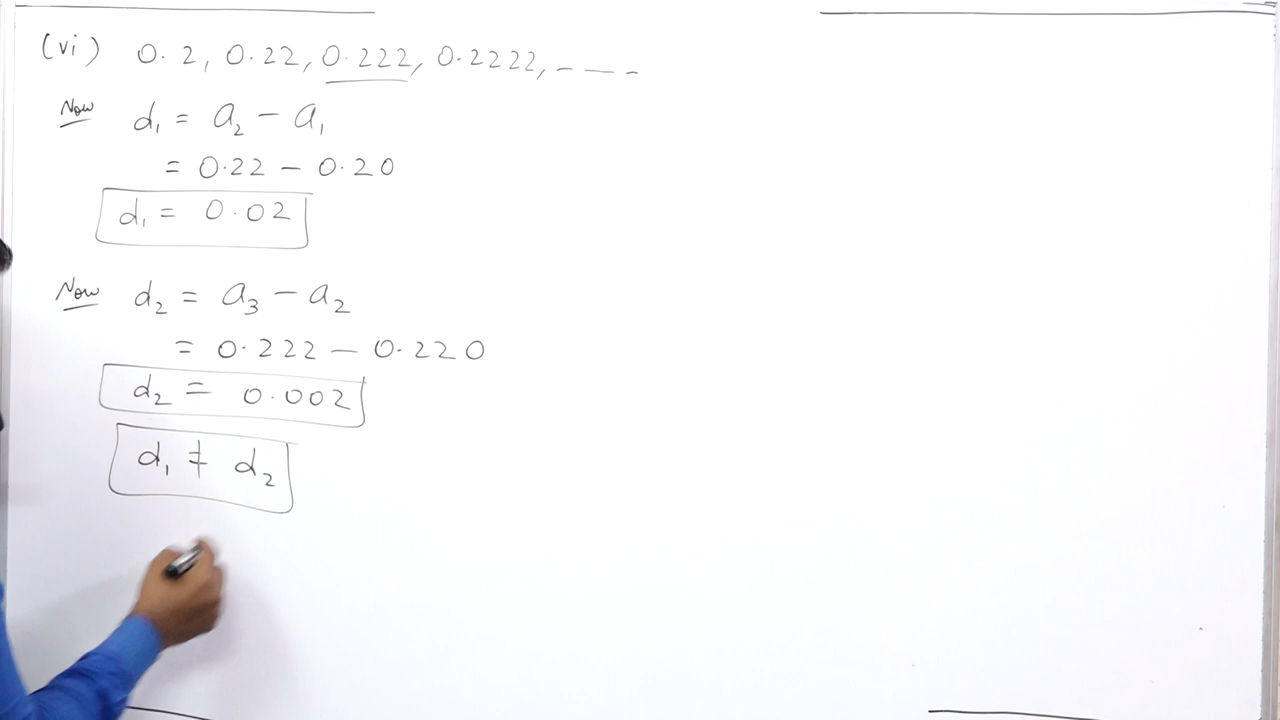 (vi) 0.2, 0.22, 0.222, 0.2222, - - -
Now d₁ = a₂ - a₁
= 0.22 - 0.20
d₁ = 0.02
Now d₂ = a₃ - a₂
= 0.222 - 0.220
d₂ = 0.002
d₁ ≠ d₂